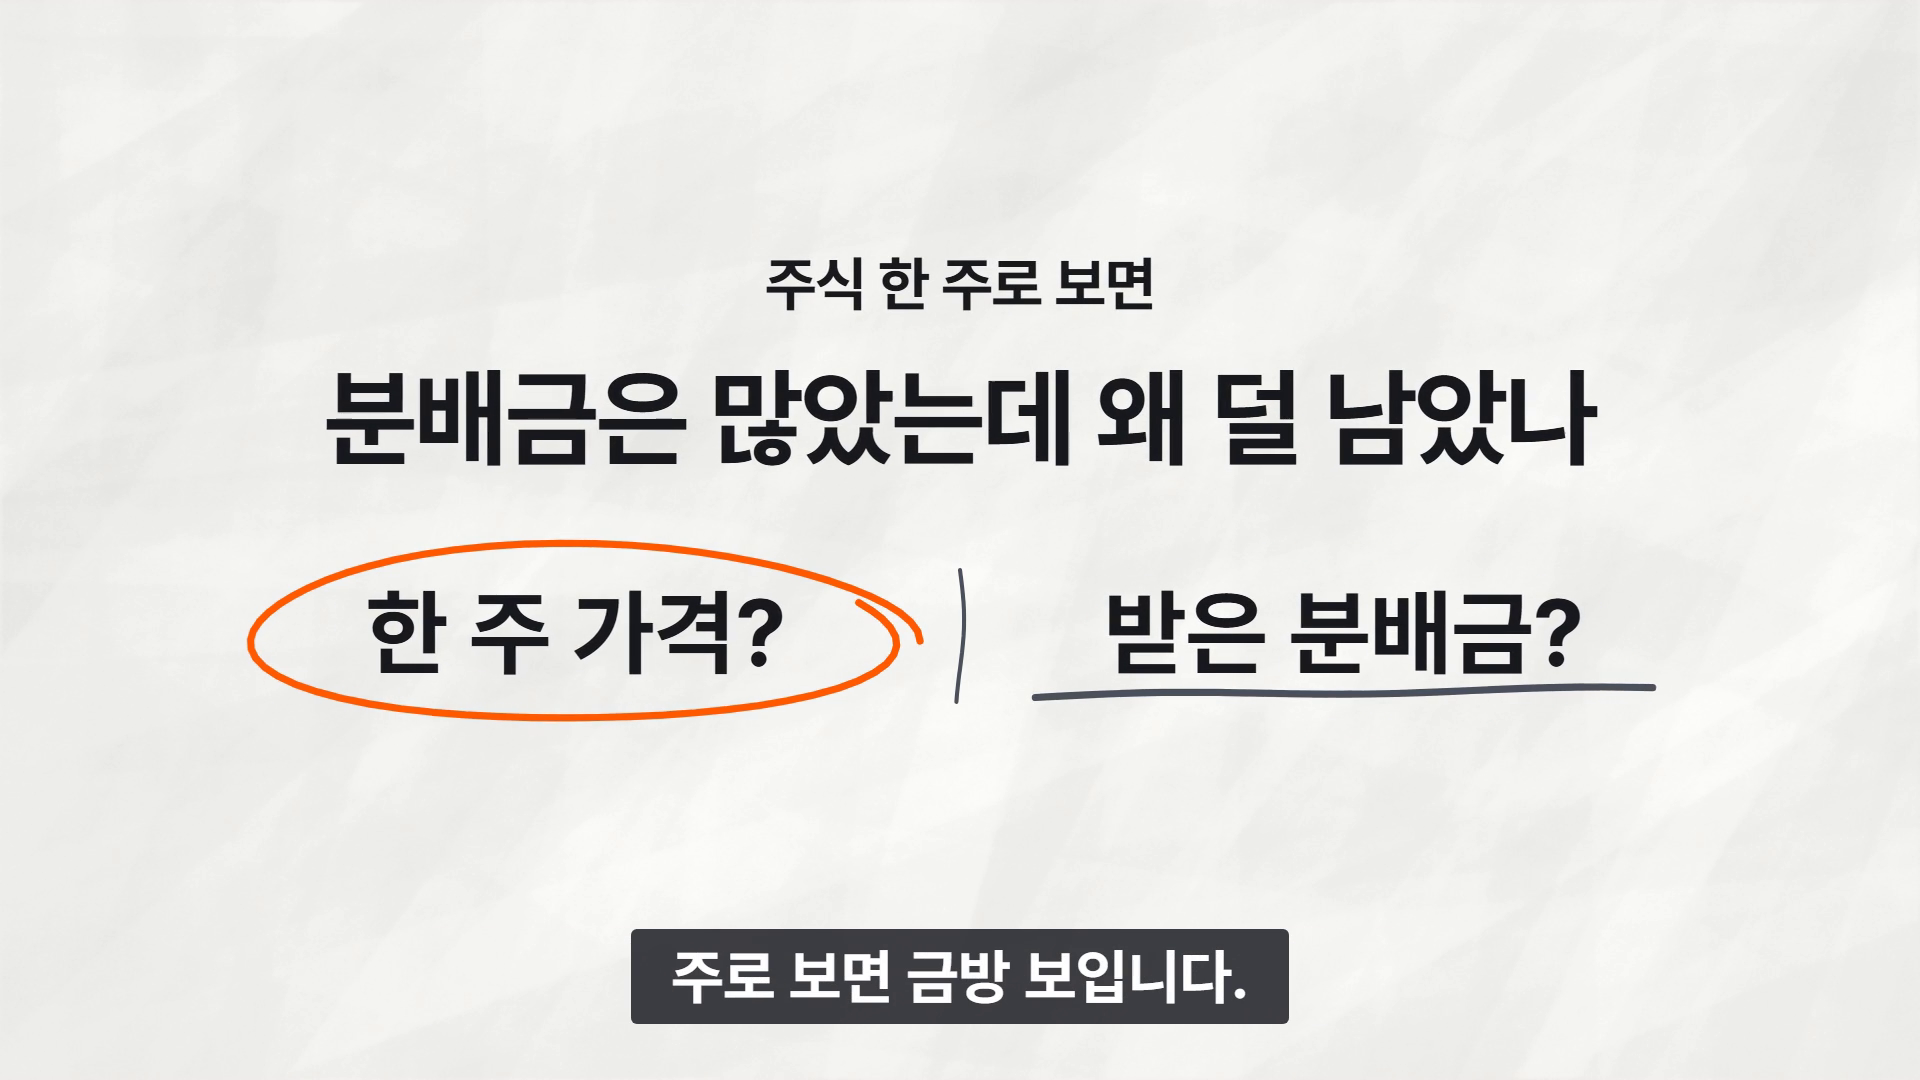 주식 한 주로 보면
분배금은 많았는데 왜 덜 남았나
한 주 가격?
받은 분배금?
주로 보면 금방 보입니다.